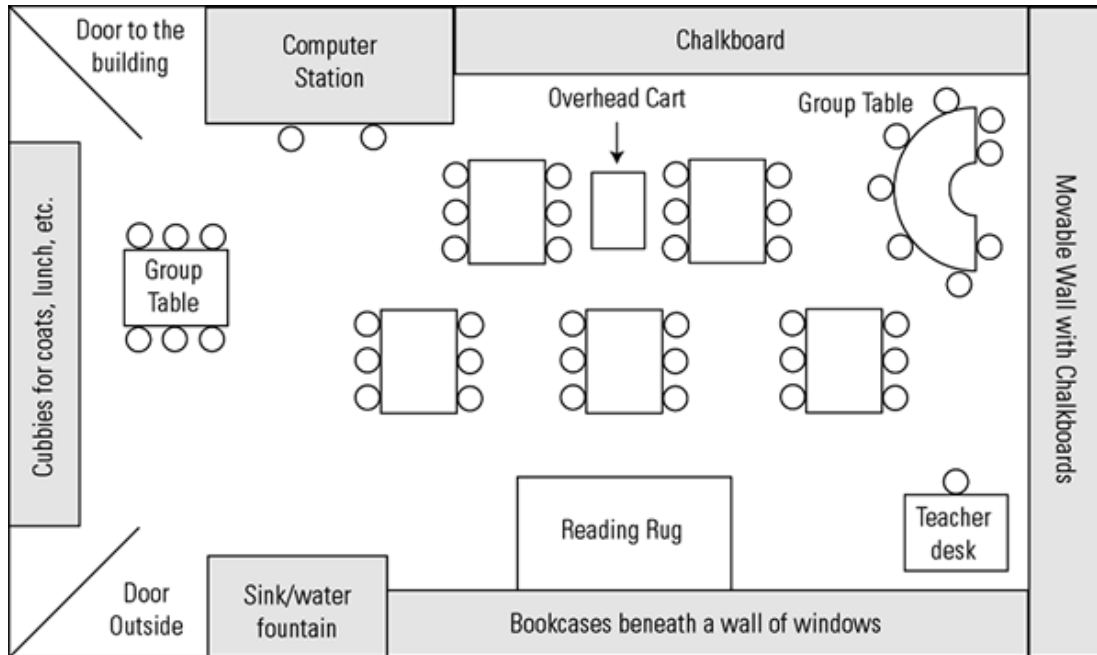 Door to the
building
Computer
Station
Chalkboard
Overhead Cart
Group Table
Cubbies for coats, lunch, etc.
Group
Table
Movable Wall with Chalkboards
Reading Rug
Teacher
desk
Door
Outside
Sink/water
fountain
Bookcases beneath a wall of windows